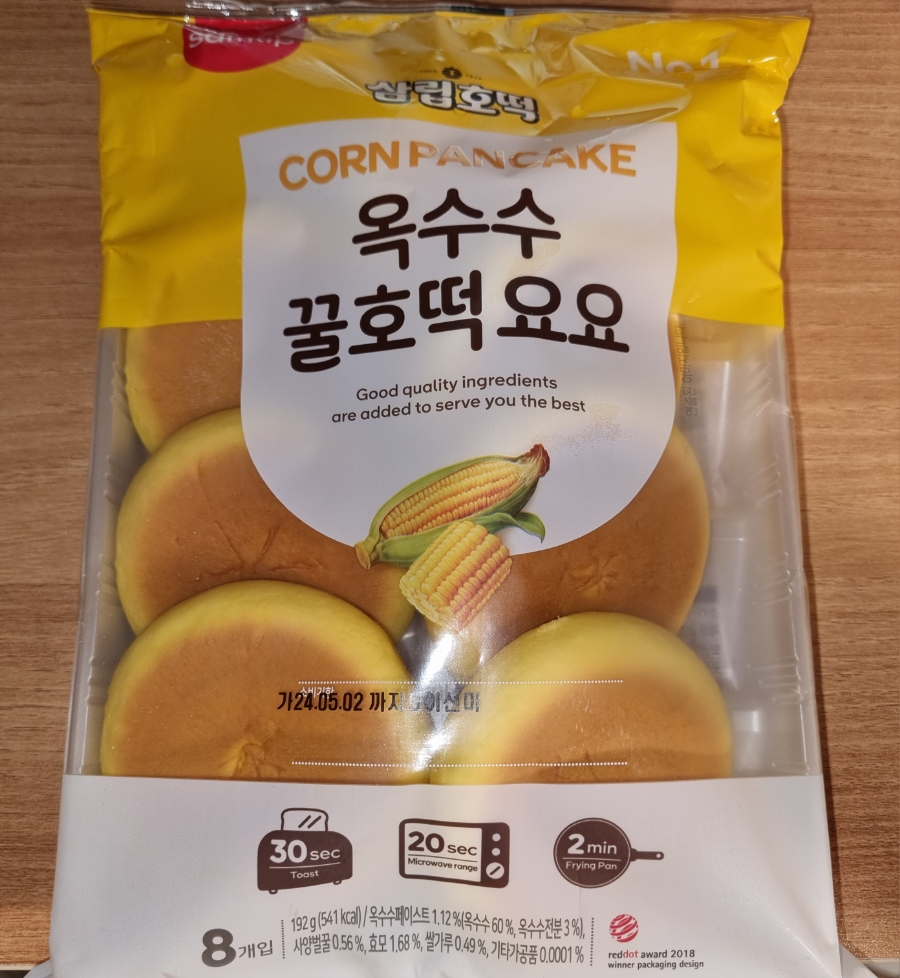 samlip
No.1
삼립호떡
CORN PANCAKE
옥수수
꿀호떡 요요
Good quality ingredients
are added to serve you the best
소비기한
가24.05.02 까지
30 sec
Toast
20 sec
Microwave range
2 min
Frying Pan
8개입
192 g (541 kcal) / 옥수수페이스트 1.12 %(옥수수 60 %, 옥수수전분 3 %),
사양벌꿀 0.56 %, 효모 1.68 %, 쌀가루 0.49 %, 기타가공품 0.0001 %
reddot award 2018
winner packaging design